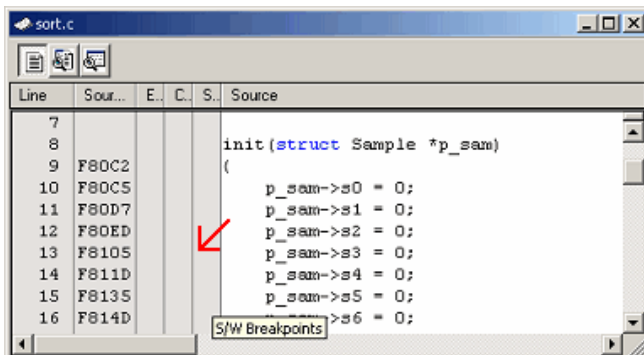 sort.c
Line Sour... E.. C.. S.. Source
7
8 init(struct Sample *p_sam)
9 F80C2 (
10 F80C5 p_sam->s0 = 0;
11 F80D7 p_sam->s1 = 0;
12 F80ED p_sam->s2 = 0;
13 F8105 p_sam->s3 = 0;
14 F811D p_sam->s4 = 0;
15 F8135 p_sam->s5 = 0;
16 F814D p_sam->s6 = 0;
S/W Breakpoints